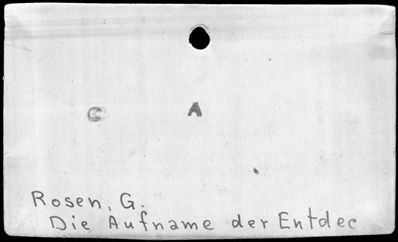 C A
Rosen, G.
Die Aufname der Entdec